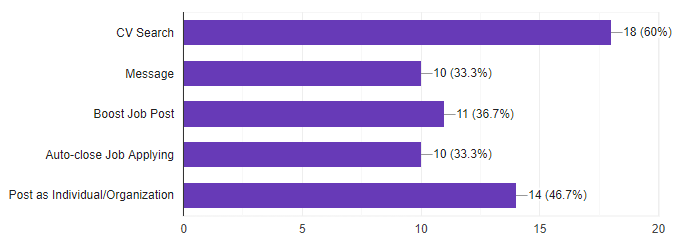 CV Search
18 (60%)
Message
10 (33.3%)
Boost Job Post
11 (36.7%)
Auto-close Job Applying
10 (33.3%)
Post as Individual/Organization
14 (46.7%)
0 5 10 15 20